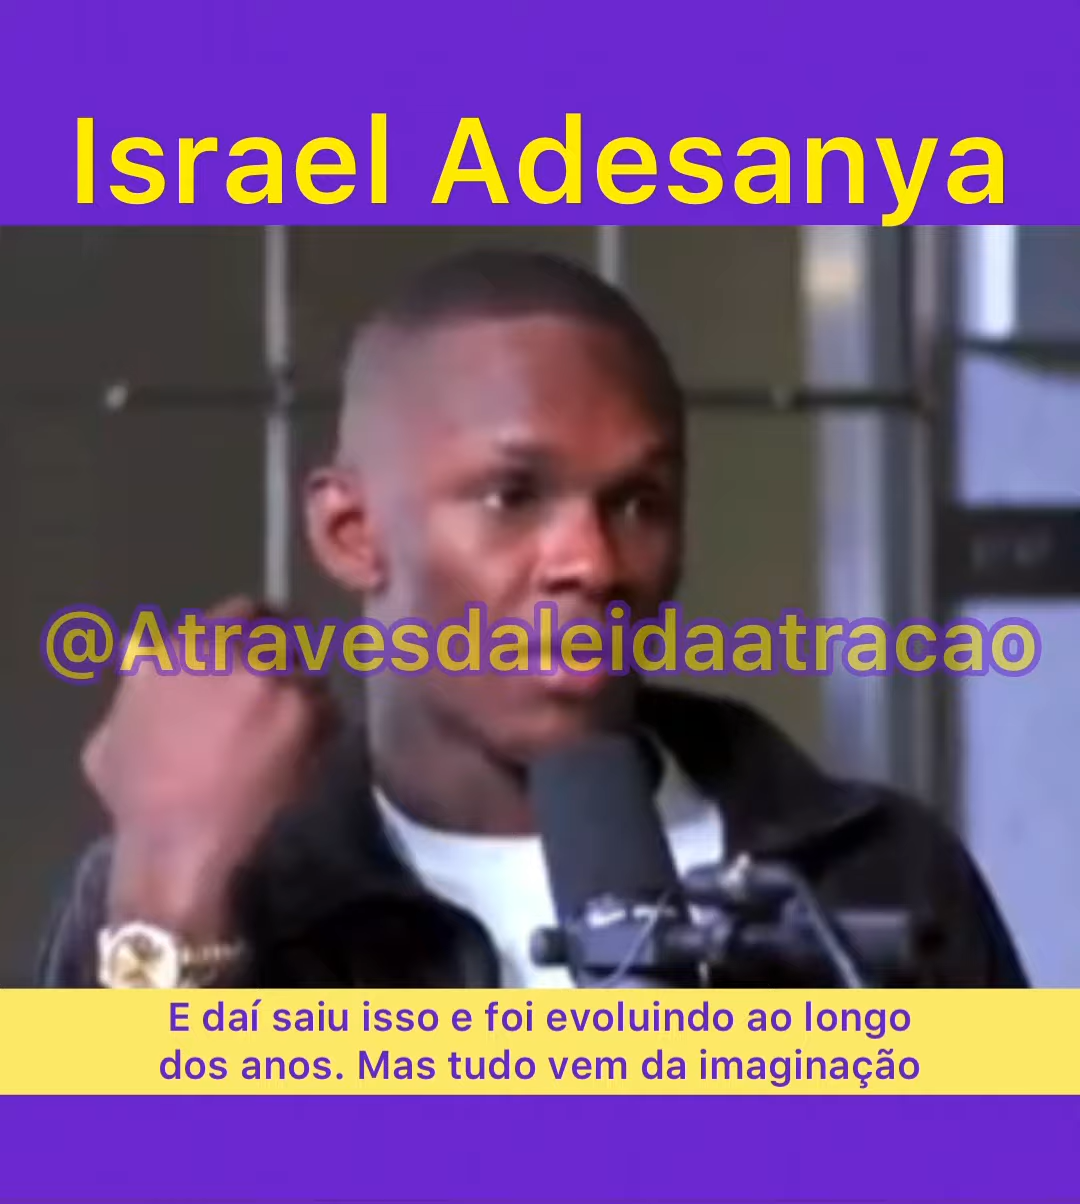 Israel Adesanya
@Atravesdaleidaatracao
E daí saiu isso e foi evoluindo ao longo
dos anos. Mas tudo vem da imaginação